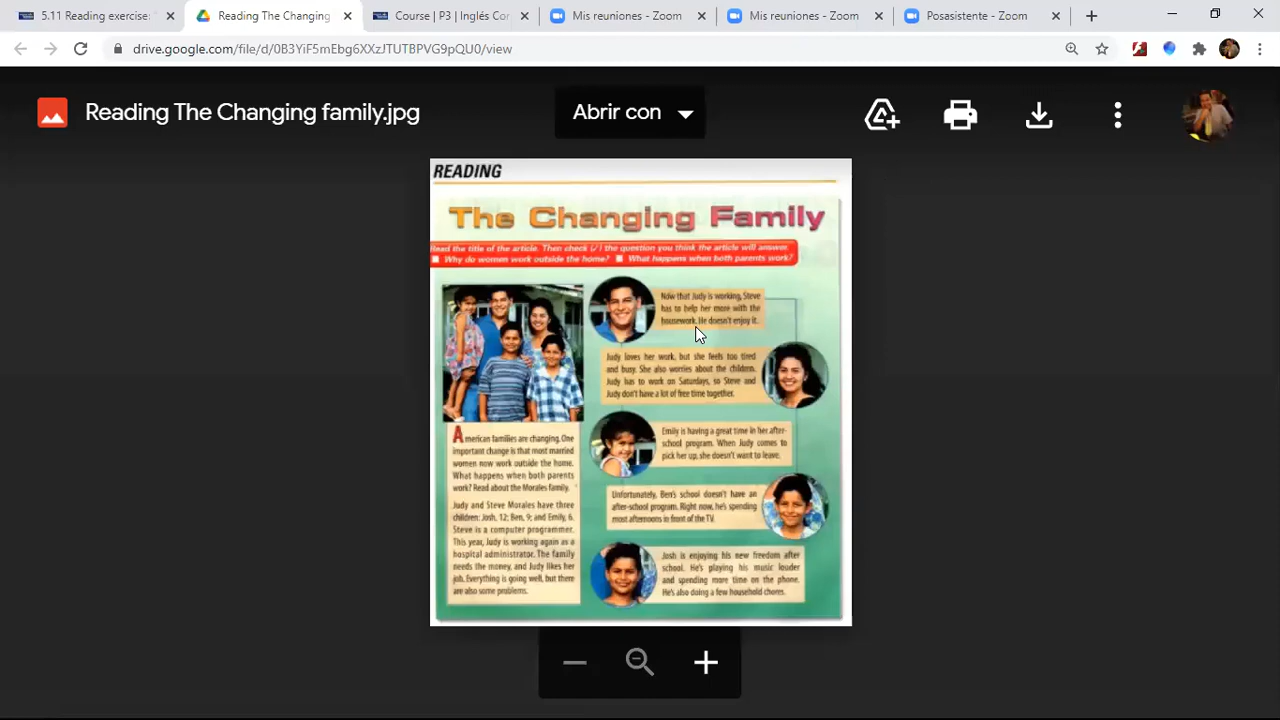 5.11 Reading exercise:
Reading The Changing
Course | P3 | Inglés Cor
Mis reuniones - Zoom
Mis reuniones - Zoom
Posasistente - Zoom
drive.google.com/file/d/0B3YiF5mEbg6XXzJTUTBPVG9pQU0/view
Reading The Changing family.jpg
Abrir con
READING
The Changing Family
Read the title of the article. Then check (✓) the question you think the article will answer.
Why do women work outside the home? What happens when both parents work?
Now that Judy is working, Steve
has to help her more with the
housework. He doesn't enjoy it.
Judy loves her work, but she feels too tired
and busy. She also worries about the children.
Judy has to work on Saturdays, so Steve and
Judy don't have a lot of free time together.
American families are changing. One
important change is that most married
women now work outside the home.
What happens when both parents
work? Read about the Morales family.
Judy and Steve Morales have three
children: Josh, 12; Ben, 9; and Emily, 6.
Steve is a computer programmer.
This year, Judy is working again as a
hospital administrator. The family
needs the money, and Judy likes her
job. Everything is going well, but there
are also some problems.
Emily is having a great time in her after-
school program. When Judy comes to
pick her up, she doesn't want to leave.
Unfortunately, Ben's school doesn't have an
after-school program. Right now, he's spending
most afternoons in front of the TV.
Josh is enjoying his new freedom after
school. He's playing his music louder
and spending more time on the phone.
He's also doing a few household chores.